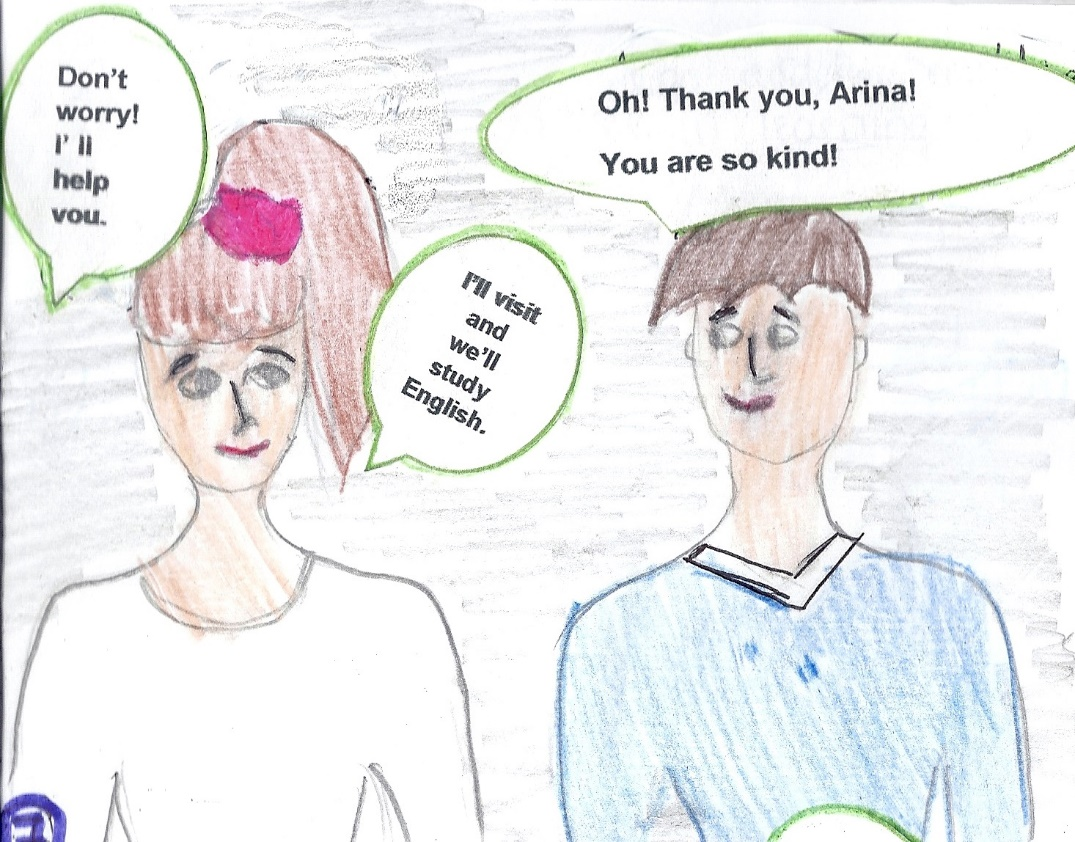 Don't
worry!
I' ll
help
you.
I'll visit
and
we'll
study
English.
Oh! Thank you, Arina!
You are so kind!